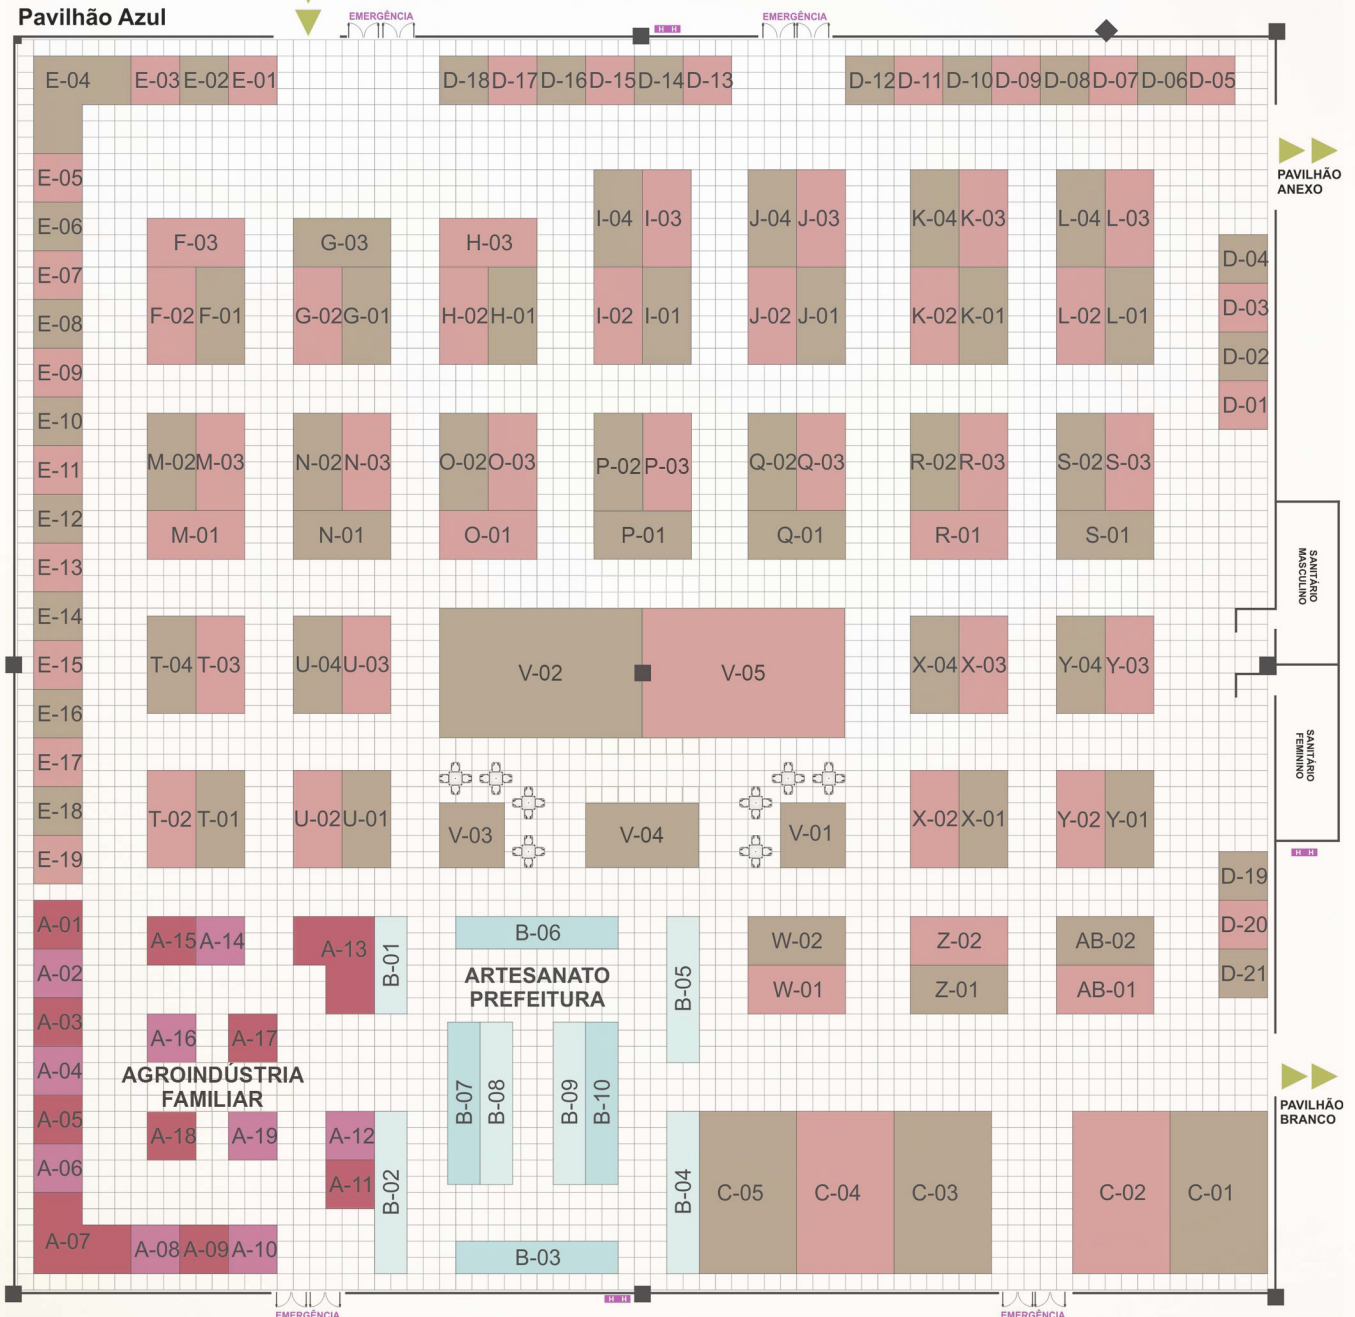 Pavilhão Azul
EMERGÊNCIA
H H
EMERGÊNCIA
E-04 E-03 E-02 E-01 D-18 D-17 D-16 D-15 D-14 D-13 D-12 D-11 D-10 D-09 D-08 D-07 D-06 D-05
PAVILHÃO
ANEXO
E-05
E-06
I-04 I-03 J-04 J-03 K-04 K-03 L-04 L-03
F-03 G-03 H-03
D-04
E-07
D-03
E-08 F-02 F-01 G-02 G-01 H-02 H-01 I-02 I-01 J-02 J-01 K-02 K-01 L-02 L-01
D-02
E-09
D-01
E-10
E-11 M-02 M-03 N-02 N-03 O-02 O-03 P-02 P-03 Q-02 Q-03 R-02 R-03 S-02 S-03
E-12
M-01 N-01 O-01 P-01 Q-01 R-01 S-01
E-13
SANITÁRIO
MASCULINO
E-14
E-15 T-04 T-03 U-04 U-03 V-02 V-05 X-04 X-03 Y-04 Y-03
E-16
E-17
SANITÁRIO
FEMININO
E-18 T-02 T-01 U-02 U-01 V-03 V-04 V-01 X-02 X-01 Y-02 Y-01
E-19
H H
D-19
A-01
D-20
A-15 A-14 A-13 B-01 B-06 B-05 W-02 Z-02 AB-02
A-02
D-21
ARTESANATO
PREFEITURA
W-01 Z-01 AB-01
A-03 A-16 A-17
A-04
AGROINDÚSTRIA
FAMILIAR
B-07 B-08 B-09 B-10
PAVILHÃO
BRANCO
A-05 A-18 A-19 A-12
A-06 A-11 B-02 B-04 C-05 C-04 C-03 C-02 C-01
A-07 A-08 A-09 A-10 B-03
H H
EMERGÊNCIA
EMERGÊNCIA